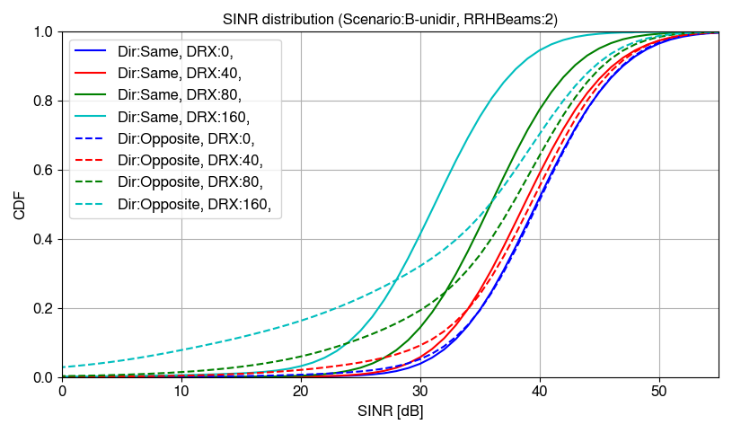 SINR distribution (Scenario:B-unidir, RRHBeams:2)
1.0
0.8
0.6
0.4
0.2
0.0
CDF
Dir:Same, DRX:0,
Dir:Same, DRX:40,
Dir:Same, DRX:80,
Dir:Same, DRX:160,
Dir:Opposite, DRX:0,
Dir:Opposite, DRX:40,
Dir:Opposite, DRX:80,
Dir:Opposite, DRX:160,
0 10 20 30 40 50
SINR [dB]